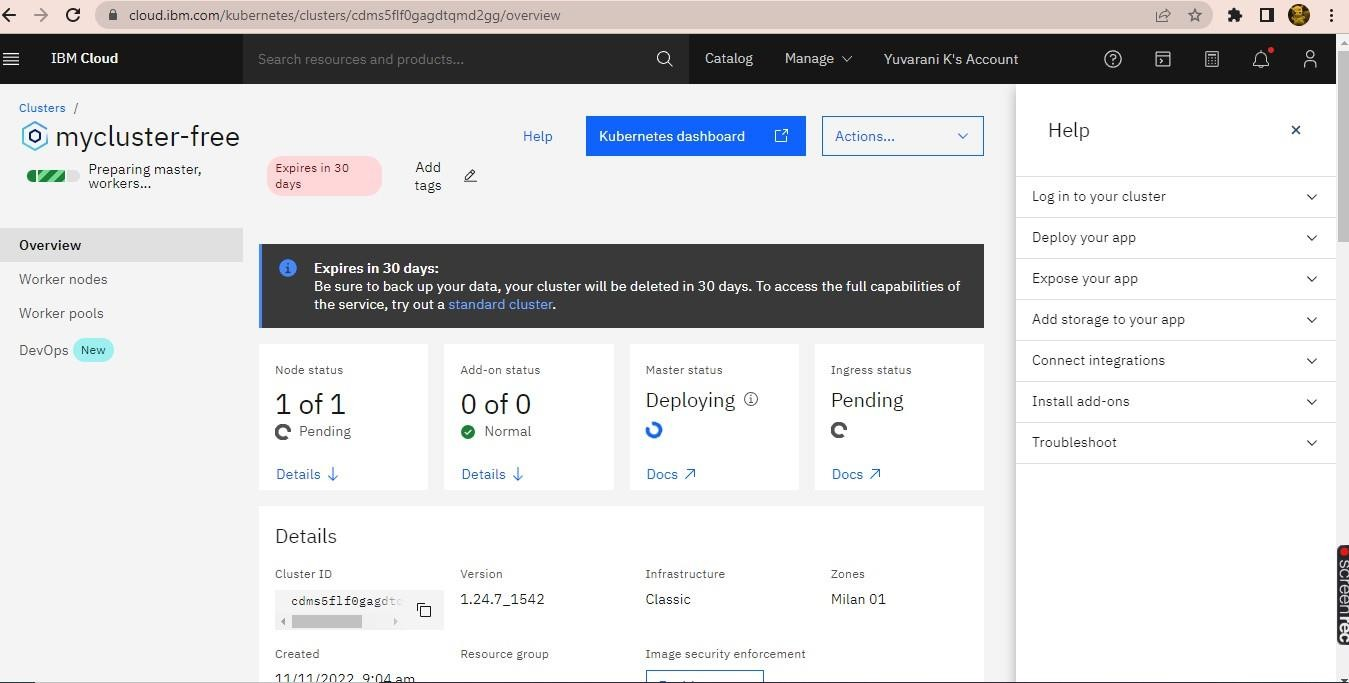 cloud.ibm.com/kubernetes/clusters/cdms5flf0gagdtqmd2gg/overview
IBM Cloud
Search resources and products...
Catalog
Manage
Yuvarani K's Account
Clusters /
mycluster-free
Preparing master,
workers...
Expires in 30
days
Add
tags
Help
Kubernetes dashboard
Actions...
Overview
Worker nodes
Worker pools
DevOps New
Expires in 30 days:
Be sure to back up your data, your cluster will be deleted in 30 days. To access the full capabilities of
the service, try out a standard cluster.
Node status
1 of 1
Pending
Details
Add-on status
0 of 0
Normal
Details
Master status
Deploying
Docs
Ingress status
Pending
Docs
Details
Cluster ID
cdms5flf0gagdt
Version
1.24.7_1542
Infrastructure
Classic
Zones
Milan 01
Created
11/11/2022, 9:04 am
Resource group
Image security enforcement
Help
Log in to your cluster
Deploy your app
Expose your app
Add storage to your app
Connect integrations
Install add-ons
Troubleshoot
screenrec